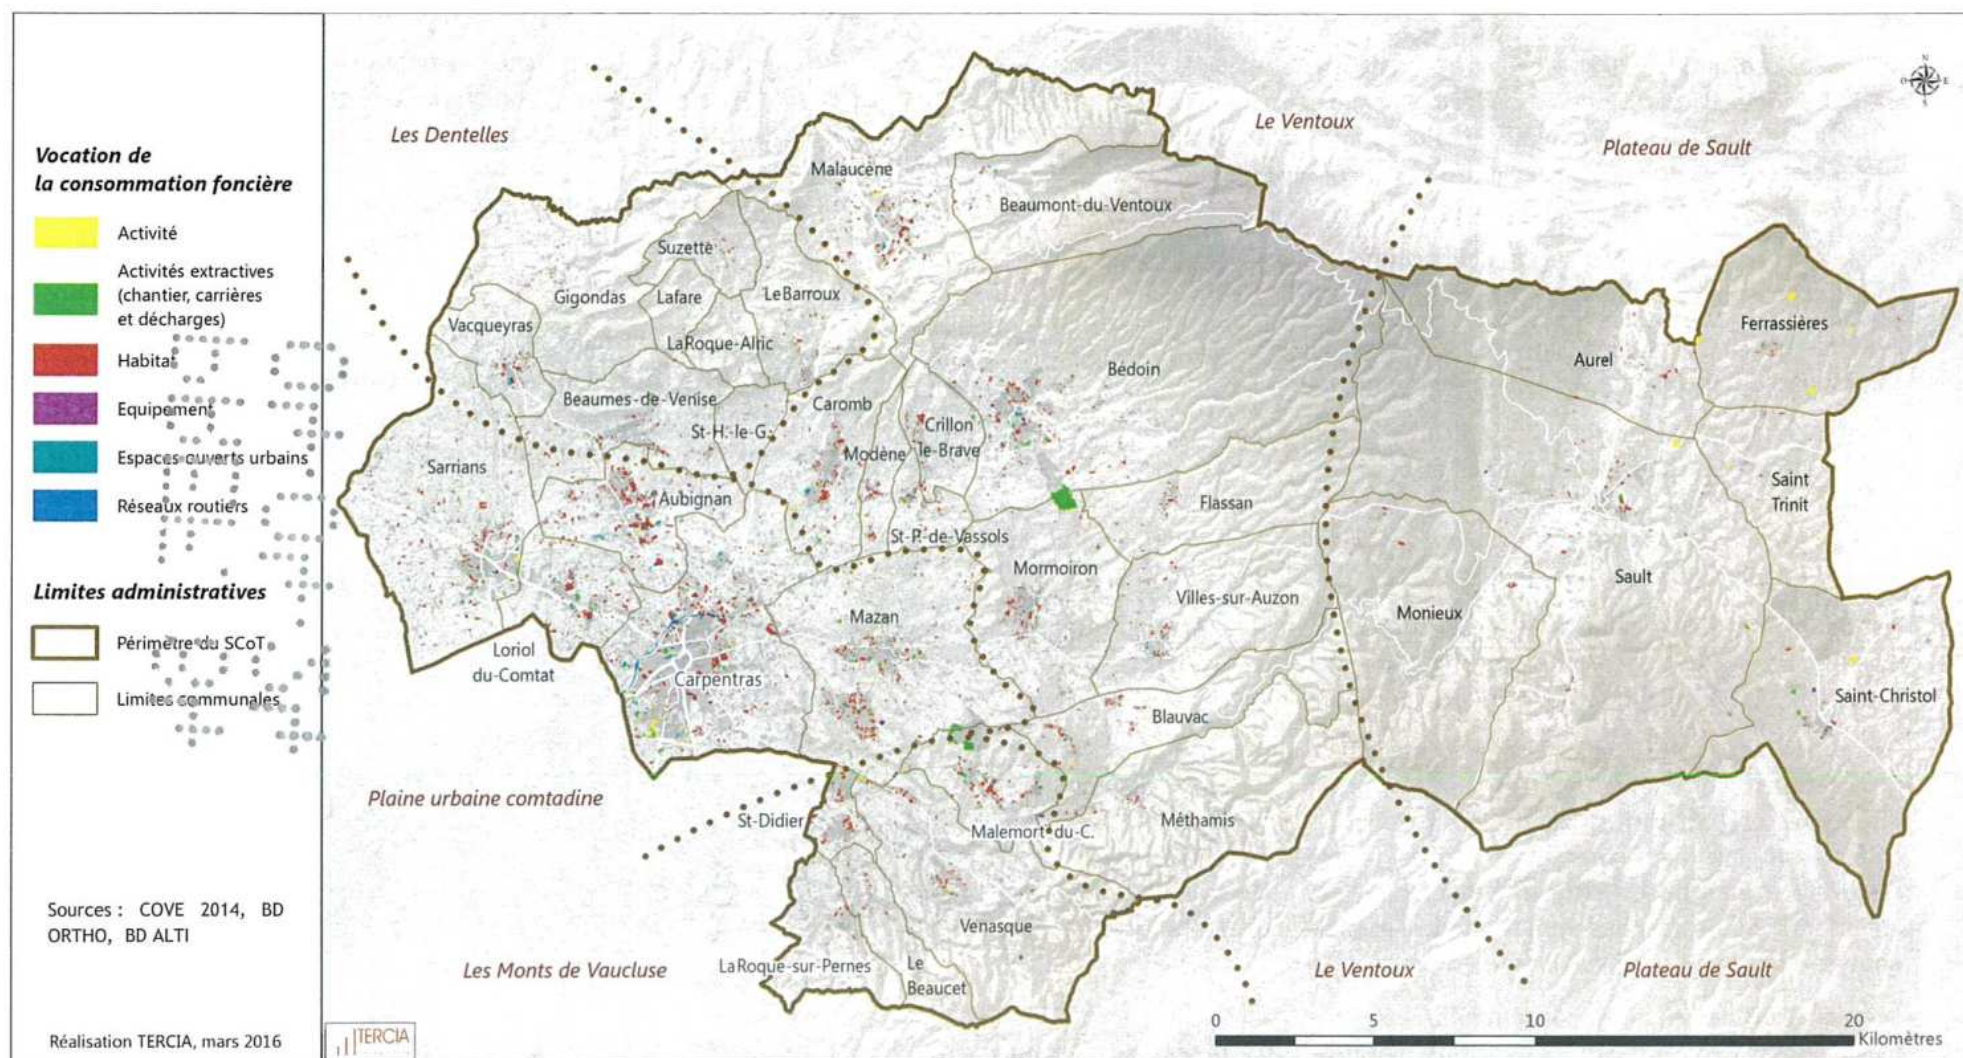 Vocation de
la consommation foncière
Activité
Activités extractives
(chantier, carrières
et décharges)
Habitat
Equipement
Espaces ouverts urbains
Réseaux routiers
Limites administratives
Périmètre du SCoT
Limites communales
Sources : COVE 2014, BD
ORTHO, BD ALTI
Réalisation TERCIA, mars 2016
TERCIA
N
O E
S
Les Dentelles
Le Ventoux
Plateau de Sault
Malaucène
Beaumont-du-Ventoux
Suzette
Gigondas
Lafare
Le Barroux
Vacqueyras
La Roque-Alric
Ferrassières
Aurel
Bédoin
Beaumes-de-Venise
Caromb
St-H.-le-G.
Crillon
le-Brave
Modène
Sarrians
Aubignan
Flassan
Saint
Trinit
St-P.-de-Vassols
Mormoiron
Sault
Villes-sur-Auzon
Monieux
Mazan
Loriol
du-Comtat
Carpentras
Saint-Christol
Blauvac
Plaine urbaine comtadine
St-Didier
Malemort-du-C.
Méthamis
Venasque
La Roque-sur-Pernes
Le
Beaucet
Les Monts de Vaucluse
Le Ventoux
Plateau de Sault
0 5 10 20
Kilomètres